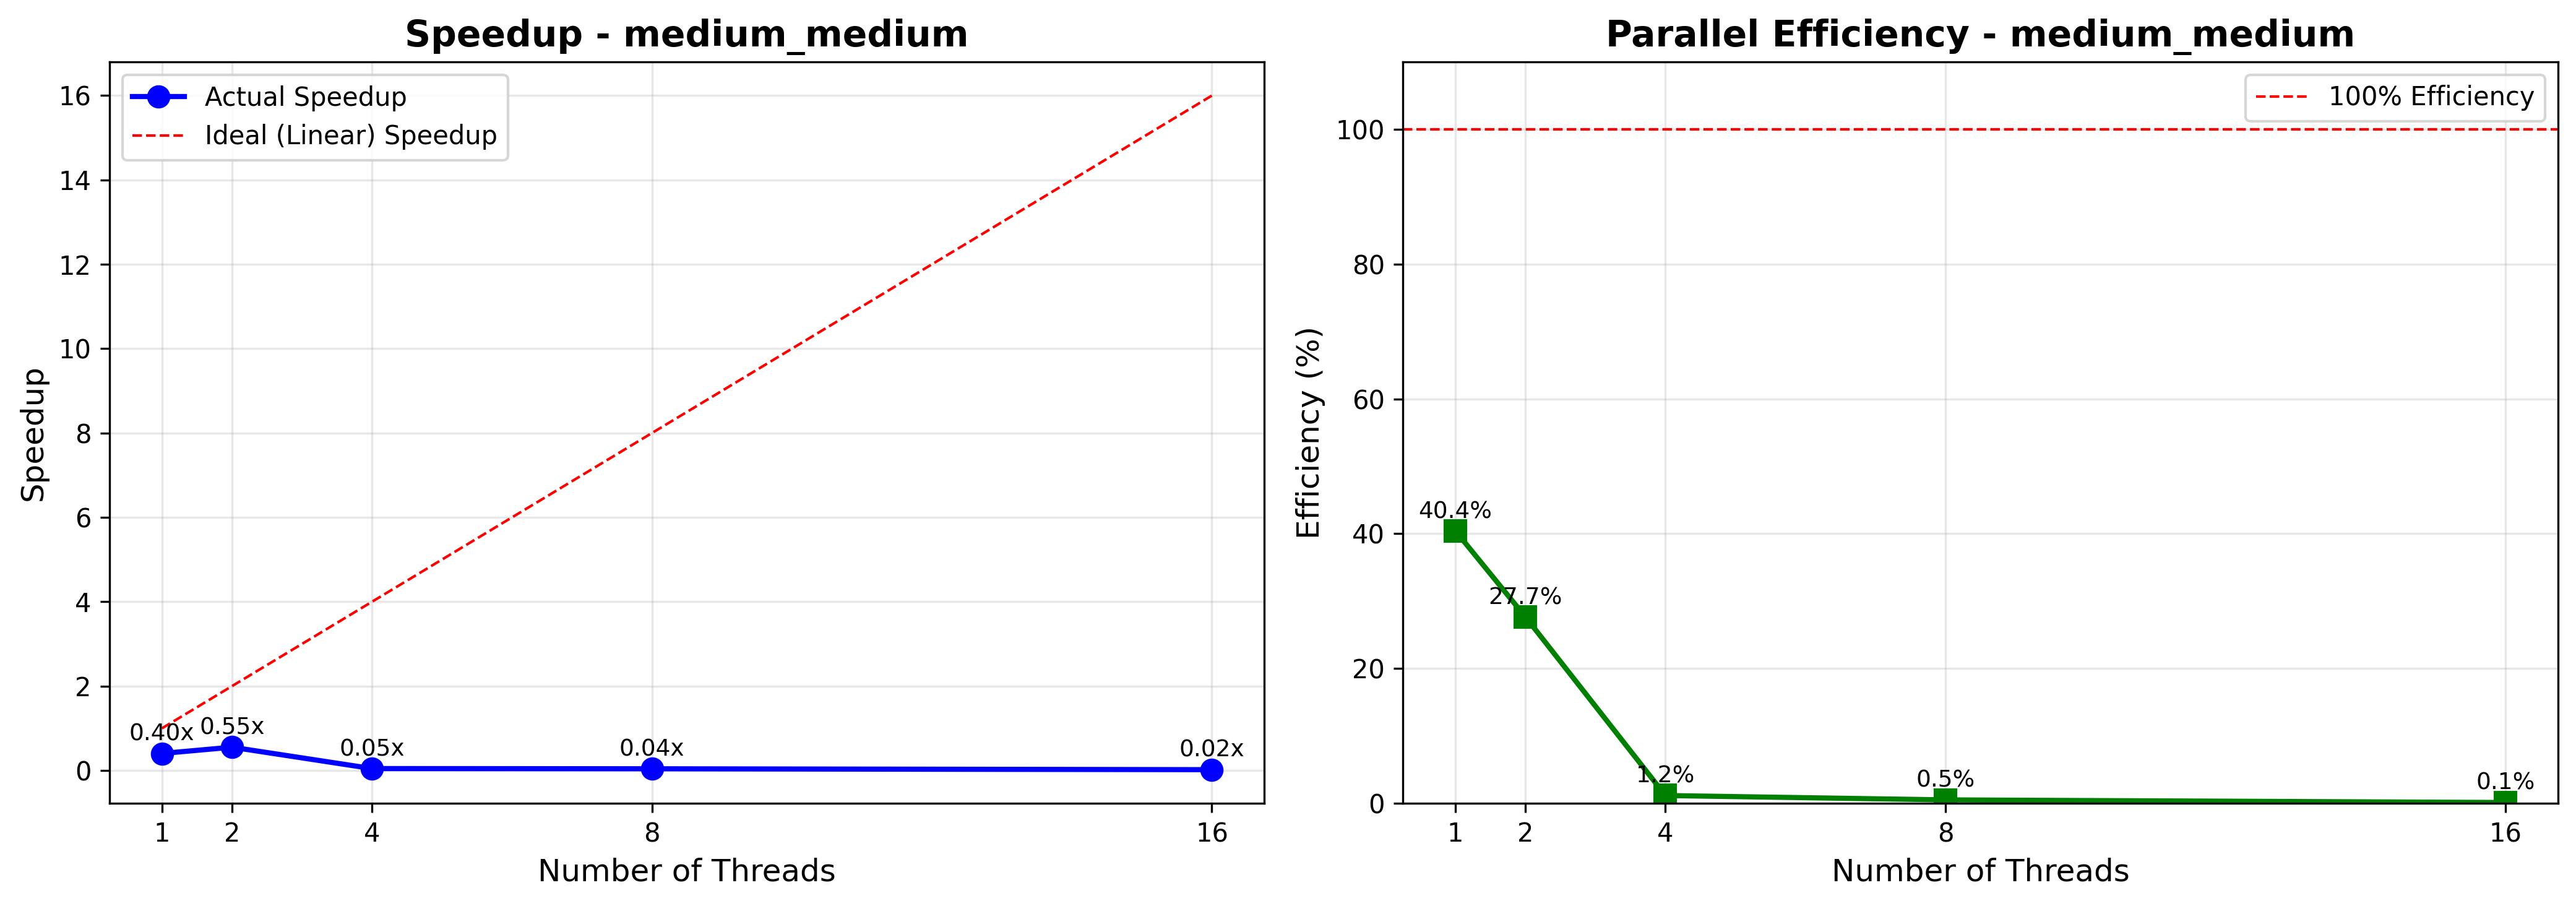 Speedup - medium_medium
Actual Speedup
Ideal (Linear) Speedup
16
14
12
10
8
6
4
2
0
Speedup
0.40x
0.55x
0.05x
0.04x
0.02x
1
2
4
8
16
Number of Threads
Parallel Efficiency - medium_medium
100% Efficiency
100
80
60
40
20
0
Efficiency (%)
40.4%
27.7%
1.2%
0.5%
0.1%
1
2
4
8
16
Number of Threads